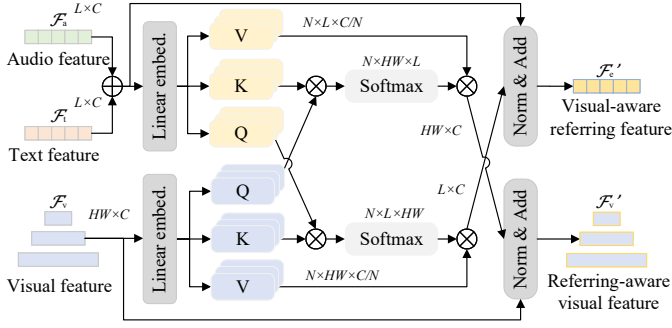 𝓕a L×C
Audio feature
L×C
𝓕t
Text feature
Linear embed.
V
K
Q
N×L×C/N
N×HW×L
Softmax
HW×C
Norm & Add
𝓕e'
Visual-aware
referring feature
𝓕v
HW×C
Visual feature
Linear embed.
Q
K
V
L×C
N×L×HW
Softmax
N×HW×C/N
Norm & Add
𝓕v'
Referring-aware
visual feature